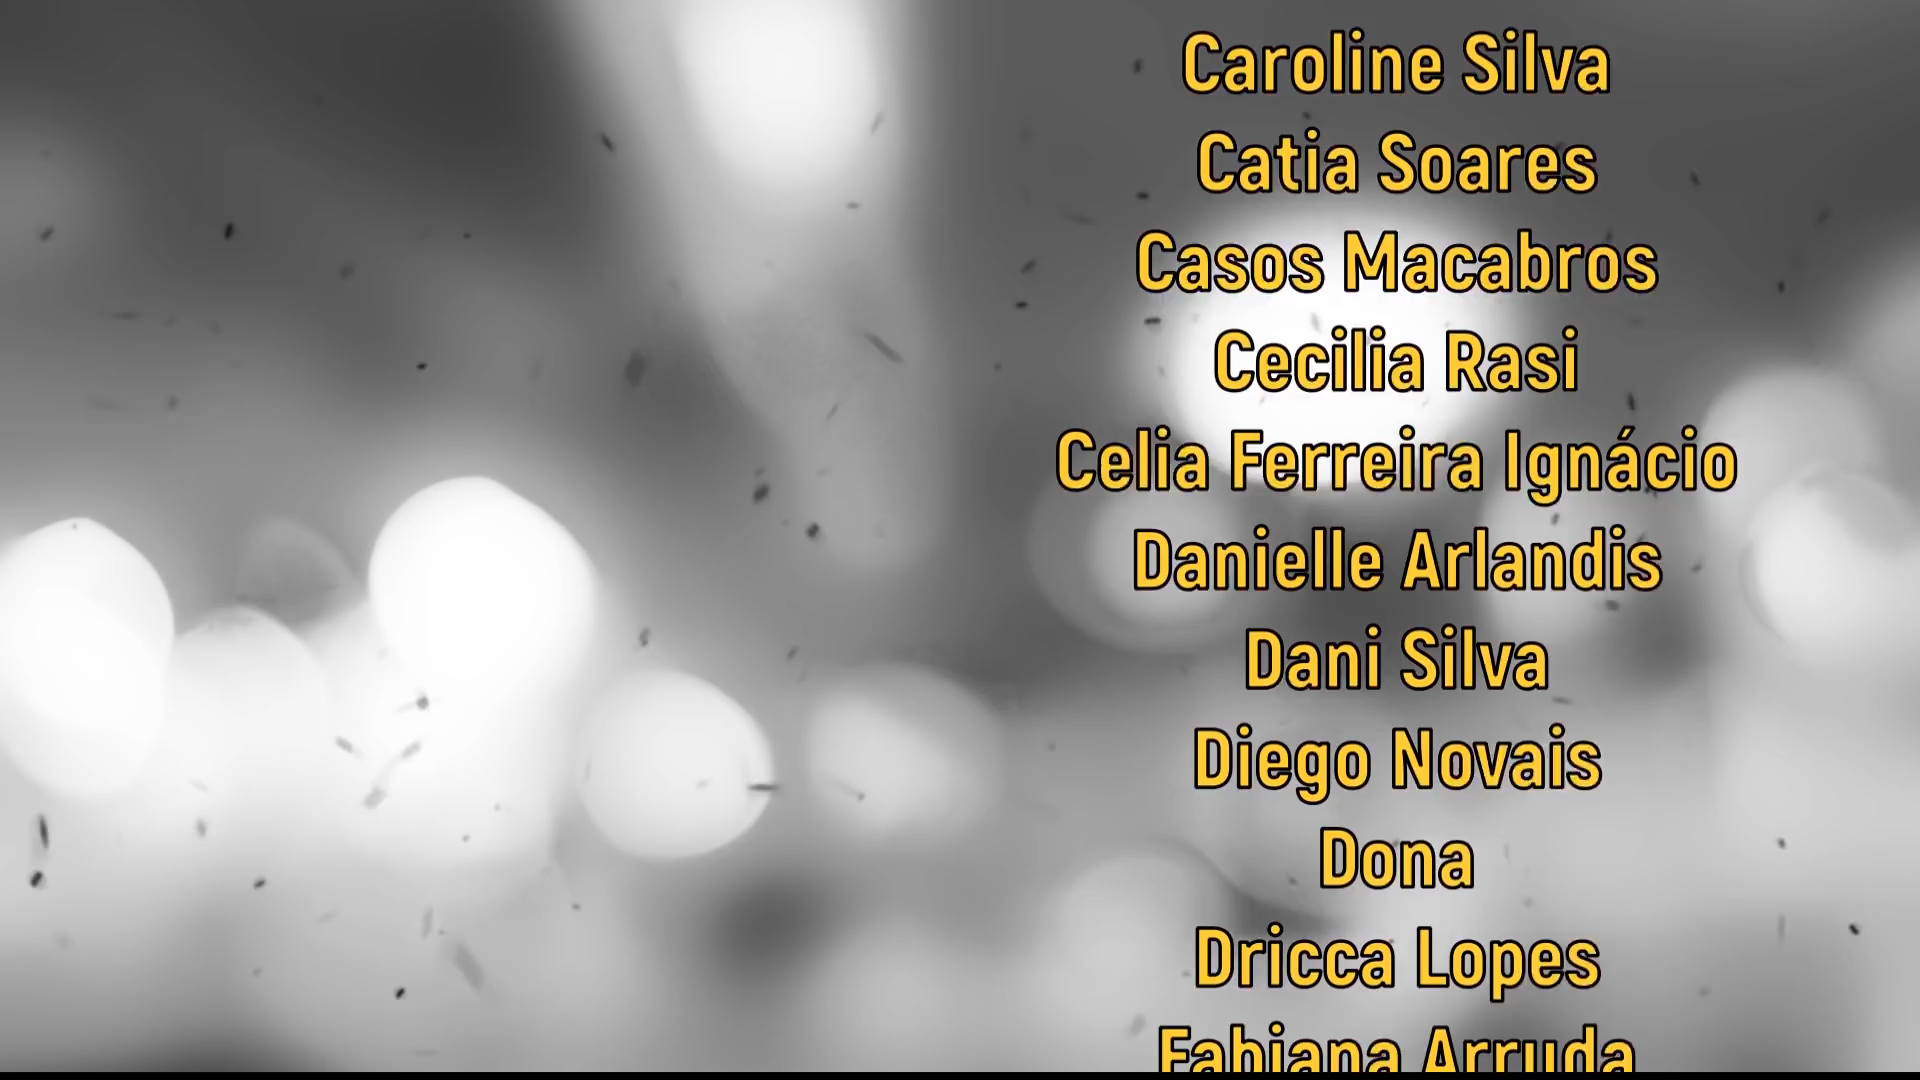 Caroline Silva
Catia Soares
Casos Macabros
Cecilia Rasi
Celia Ferreira Ignácio
Danielle Arlandis
Dani Silva
Diego Novais
Dona
Dricca Lopes
Fabiana Arruda